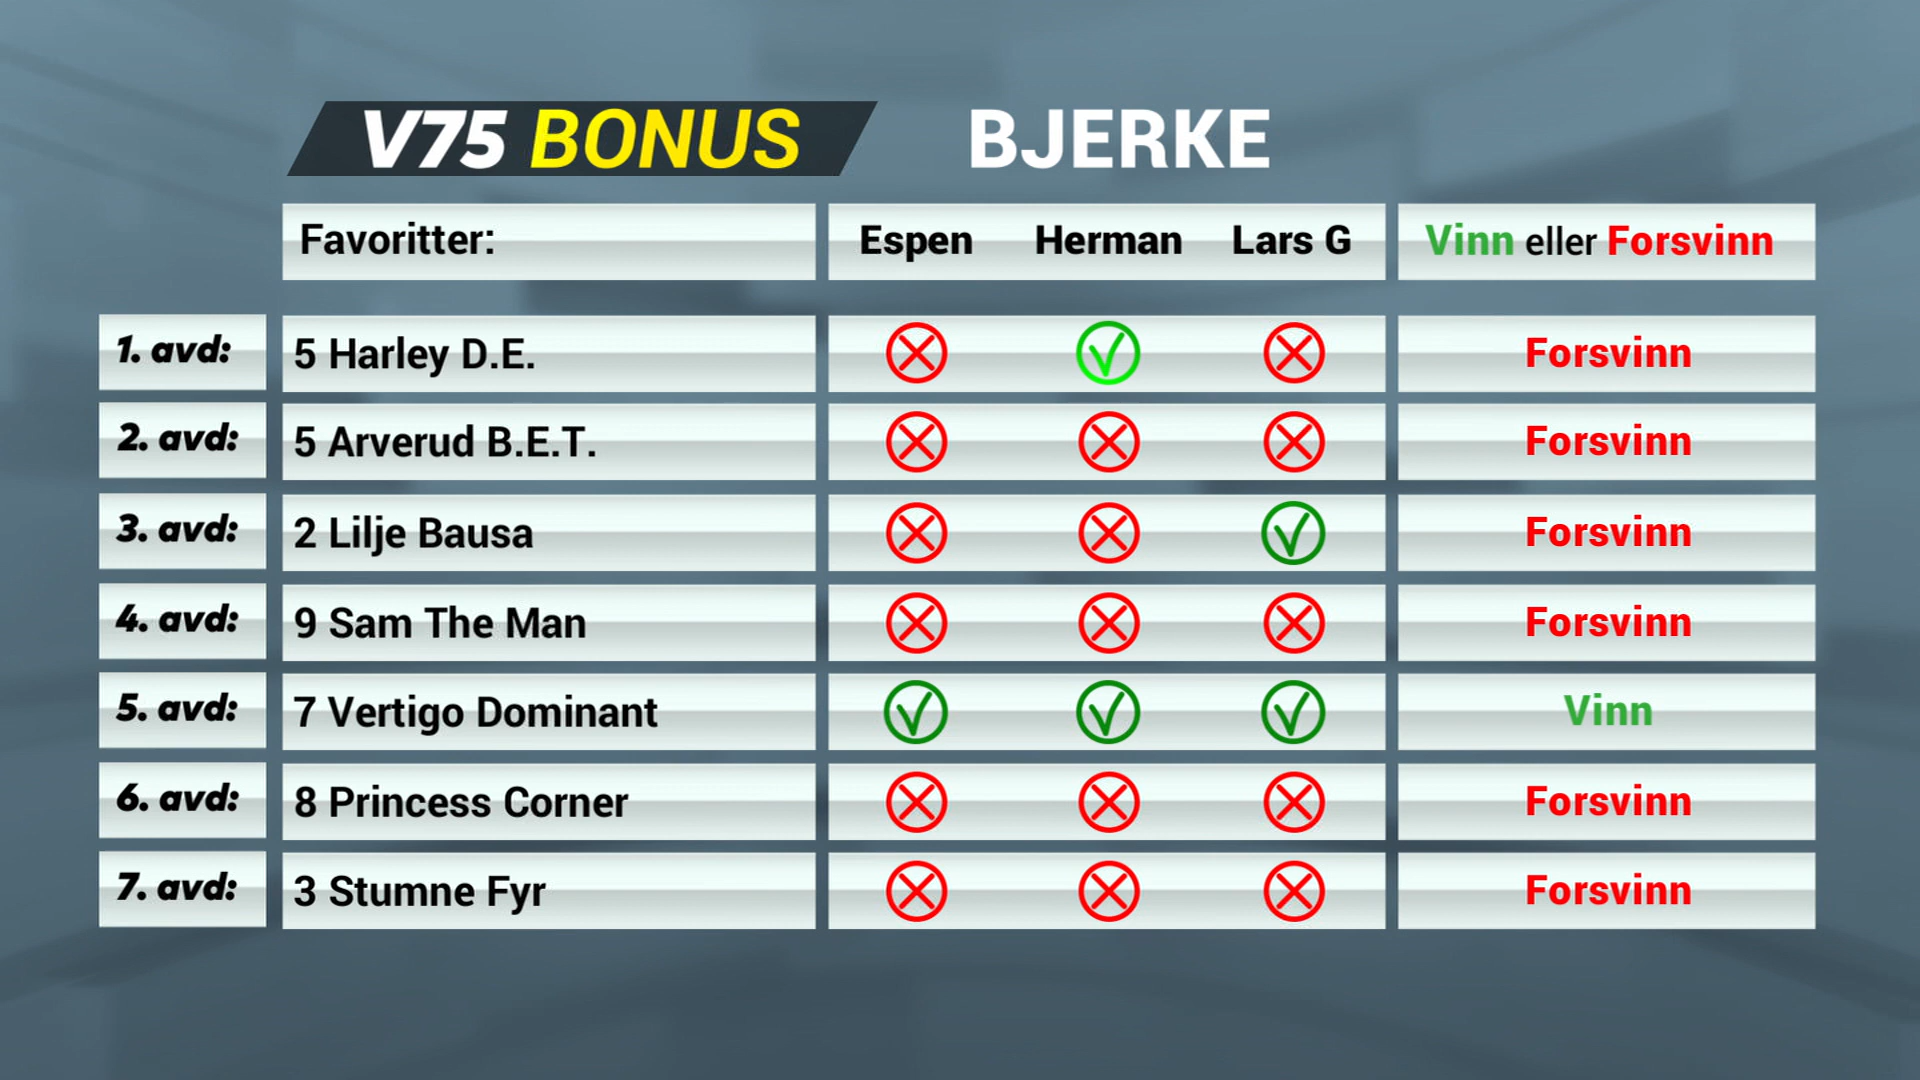 V75 BONUS BJERKE
Favoritter: Espen Herman Lars G Vinn eller Forsvinn
1. avd: 5 Harley D.E. Forsvinn
2. avd: 5 Arverud B.E.T. Forsvinn
3. avd: 2 Lilje Bausa Forsvinn
4. avd: 9 Sam The Man Forsvinn
5. avd: 7 Vertigo Dominant Vinn
6. avd: 8 Princess Corner Forsvinn
7. avd: 3 Stumne Fyr Forsvinn